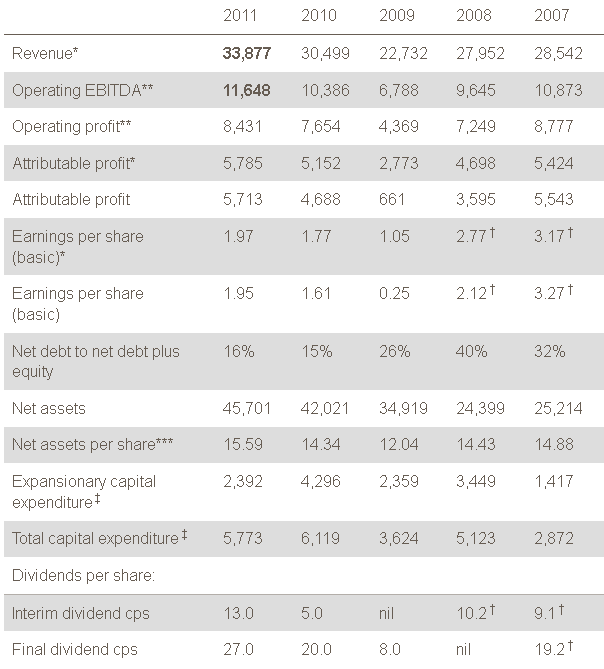 2011 2010 2009 2008 2007
Revenue* 33,877 30,499 22,732 27,952 28,542
Operating EBITDA** 11,648 10,386 6,788 9,645 10,873
Operating profit** 8,431 7,654 4,369 7,249 8,777
Attributable profit* 5,785 5,152 2,773 4,698 5,424
Attributable profit 5,713 4,688 661 3,595 5,543
Earnings per share 1.97 1.77 1.05 2.77† 3.17†
(basic)*
Earnings per share 1.95 1.61 0.25 2.12† 3.27†
(basic)
Net debt to net debt plus 16% 15% 26% 40% 32%
equity
Net assets 45,701 42,021 34,919 24,399 25,214
Net assets per share*** 15.59 14.34 12.04 14.43 14.88
Expansionary capital 2,392 4,296 2,359 3,449 1,417
expenditure‡
Total capital expenditure‡ 5,773 6,119 3,624 5,123 2,872
Dividends per share:
Interim dividend cps 13.0 5.0 nil 10.2† 9.1†
Final dividend cps 27.0 20.0 8.0 nil 19.2†